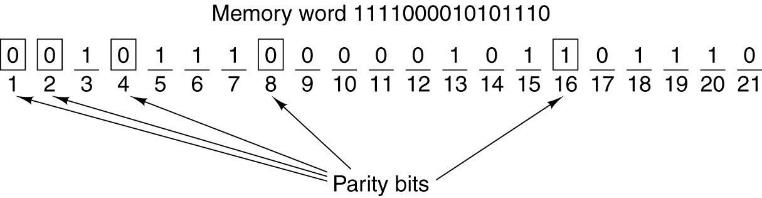 Memory word 1111000010101110
0 0 1 0 1 1 1 0 0 0 0 0 1 0 1 1 0 1 1 1 0
1 2 3 4 5 6 7 8 9 10 11 12 13 14 15 16 17 18 19 20 21
Parity bits